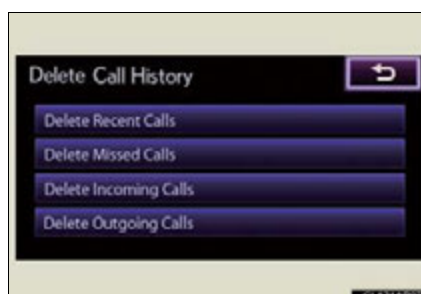 Delete Call History
Delete Recent Calls
Delete Missed Calls
Delete Incoming Calls
Delete Outgoing Calls